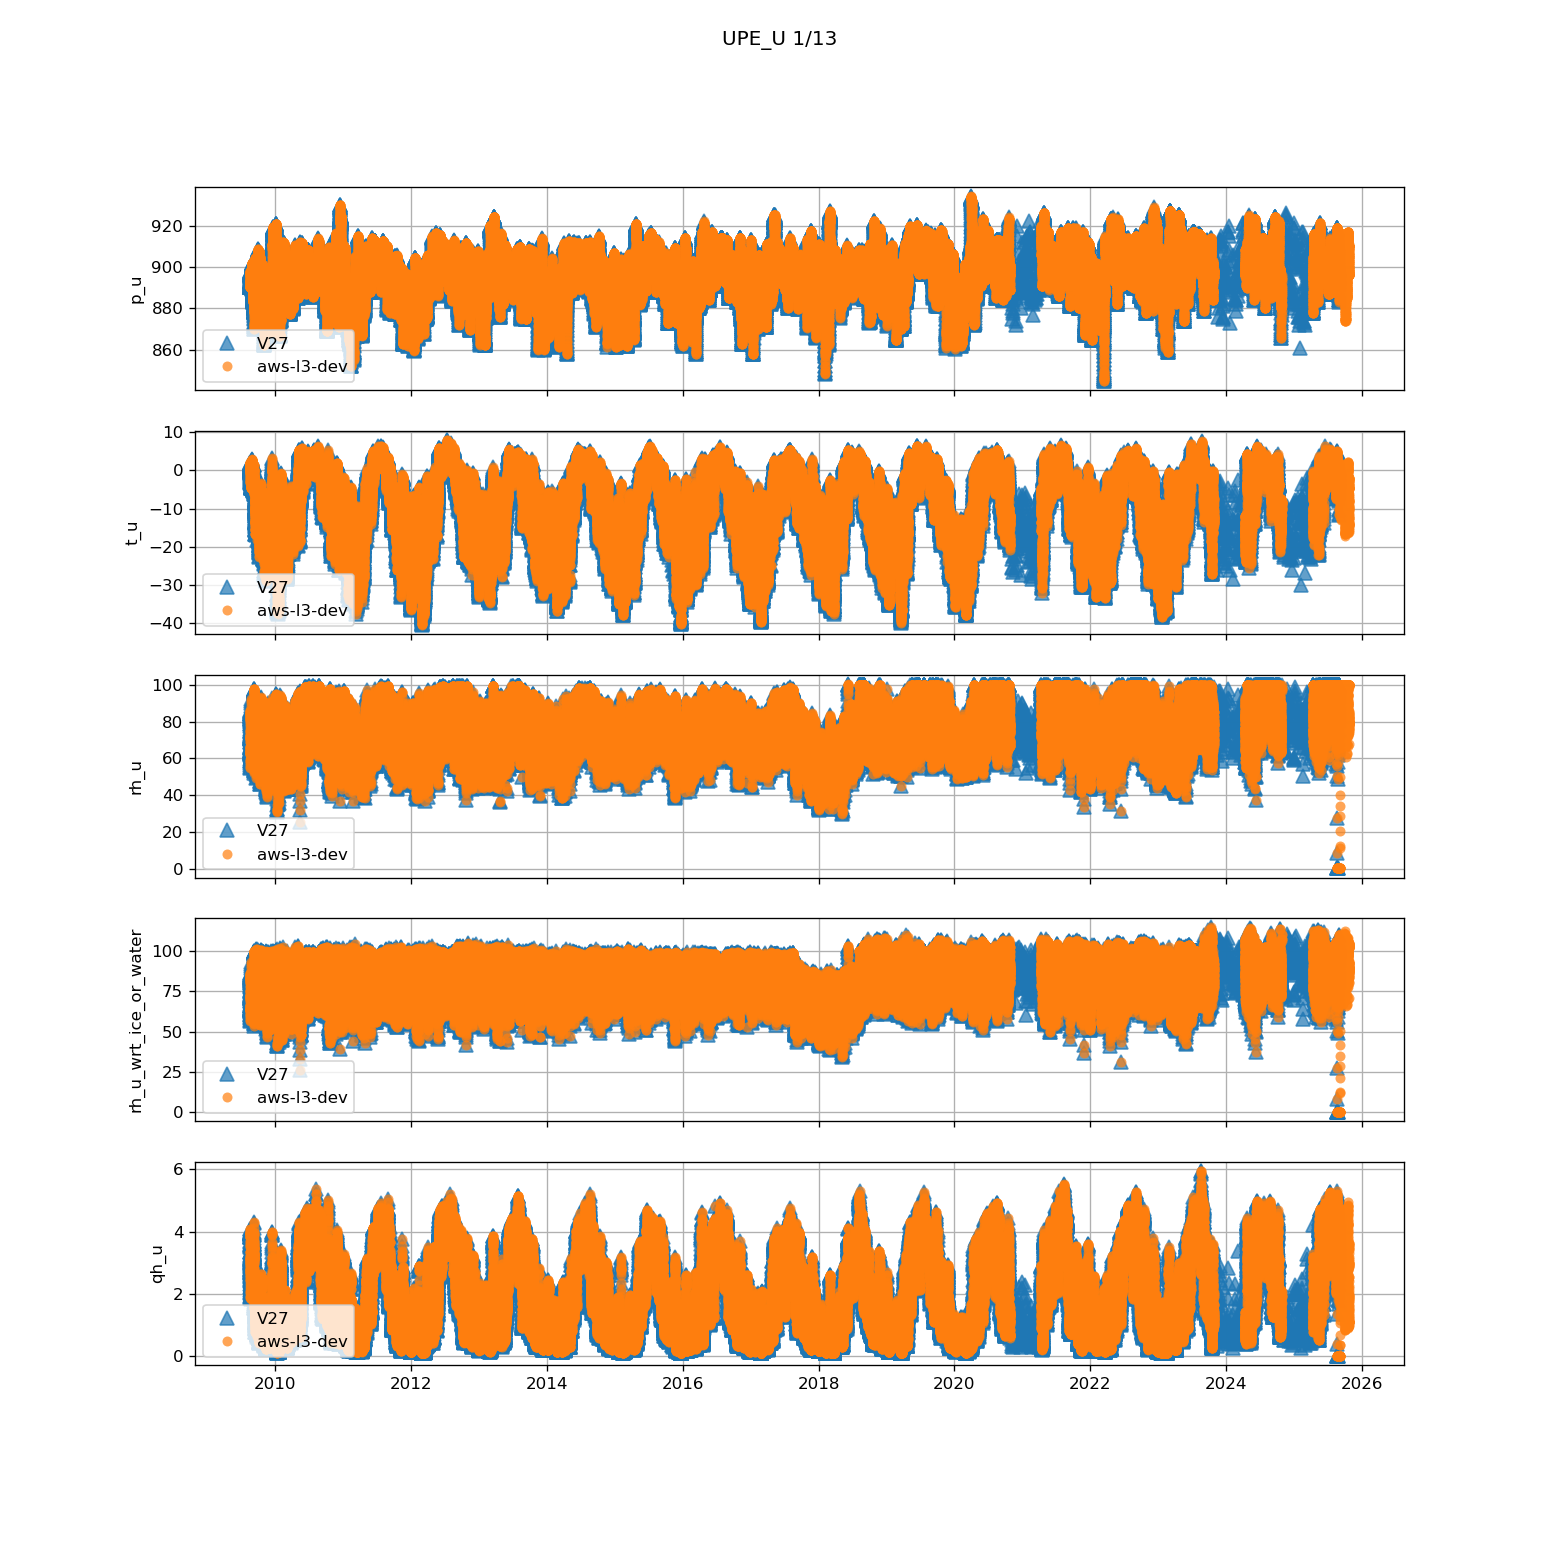 UPE_U 1/13
920
900
880
860
p_u
V27
aws-l3-dev
10
0
−10
−20
−30
−40
t_u
V27
aws-l3-dev
100
80
60
40
20
0
rh_u
V27
aws-l3-dev
100
75
50
25
0
rh_u_wrt_ice_or_water
V27
aws-l3-dev
6
4
2
0
qh_u
V27
aws-l3-dev
2010 2012 2014 2016 2018 2020 2022 2024 2026